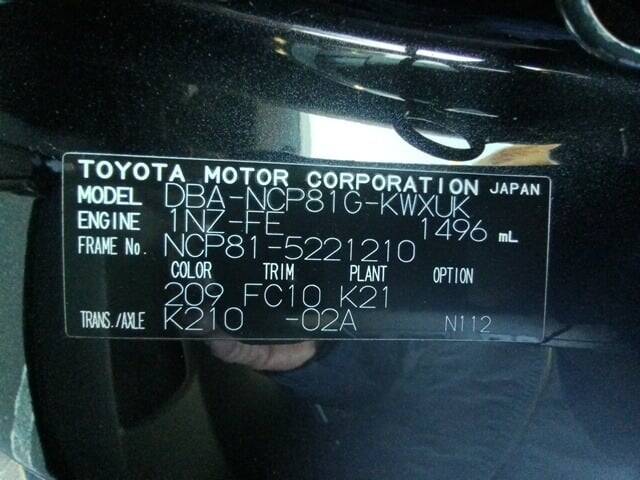 TOYOTA MOTOR CORPORATION JAPAN
MODEL DBA-NCP81G-KWXUK
ENGINE 1NZ-FE 1496 mL
FRAME No. NCP81-5221210
COLOR TRIM PLANT OPTION
209 FC10 K21
TRANS./AXLE K210 -02A N112